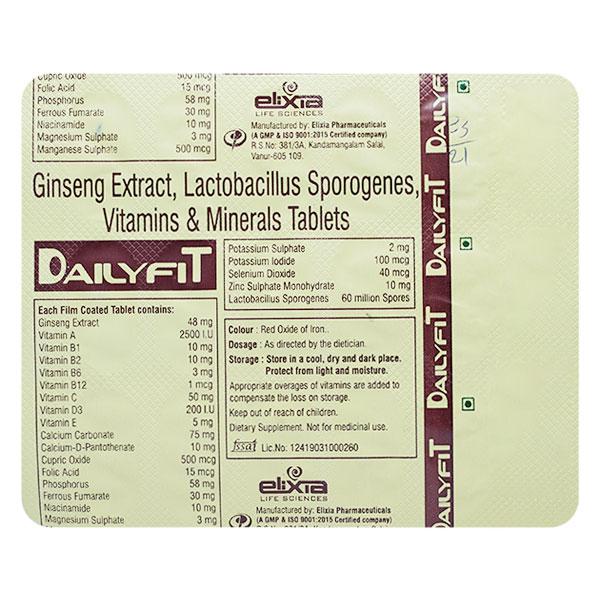 Cupric Oxide 500 mcg
Folic Acid 15 mcg
Phosphorus 58 mg
Ferrous Fumarate 30 mg
Niacinamide 10 mg
Magnesium Sulphate 3 mg
Manganese Sulphate 500 mcg
elixia
LIFE SCIENCES
Manufactured by: Elixia Pharmaceuticals
(A GMP & ISO 9001:2015 Certified company)
R.S No: 381/3A, Kandamangalam Salai,
Vanur-605 109.
Ginseng Extract, Lactobacillus Sporogenes,
Vitamins & Minerals Tablets
DAILYFIT
Each Film Coated Tablet contains:
Ginseng Extract 48 mg
Vitamin A 2500 I.U
Vitamin B1 10 mg
Vitamin B2 10 mg
Vitamin B6 3 mg
Vitamin B12 1 mcg
Vitamin C 50 mg
Vitamin D3 200 I.U
Vitamin E 5 mg
Calcium Carbonate 75 mg
Calcium-D-Pantothenate 10 mg
Cupric Oxide 500 mcg
Folic Acid 15 mcg
Phosphorus 58 mg
Ferrous Fumarate 30 mg
Niacinamide 10 mg
Magnesium Sulphate 3 mg
Potassium Sulphate 2 mg
Potassium Iodide 100 mcg
Selenium Dioxide 40 mcg
Zinc Sulphate Monohydrate 10 mg
Lactobacillus Sporogenes 60 million Spores
Colour : Red Oxide of Iron..
Dosage : As directed by the dietician.
Storage : Store in a cool, dry and dark place.
Protect from light and moisture.
Appropriate overages of vitamins are added to
compensate the loss on storage.
Keep out of reach of children.
Dietary Supplement. Not for medicinal use.
fssai Lic.No: 12419031000260
elixia
LIFE SCIENCES
Manufactured by: Elixia Pharmaceuticals
(A GMP & ISO 9001:2015 Certified company)
DAILYFIT
DAILYFIT
DAILYFIT
DAILYFIT